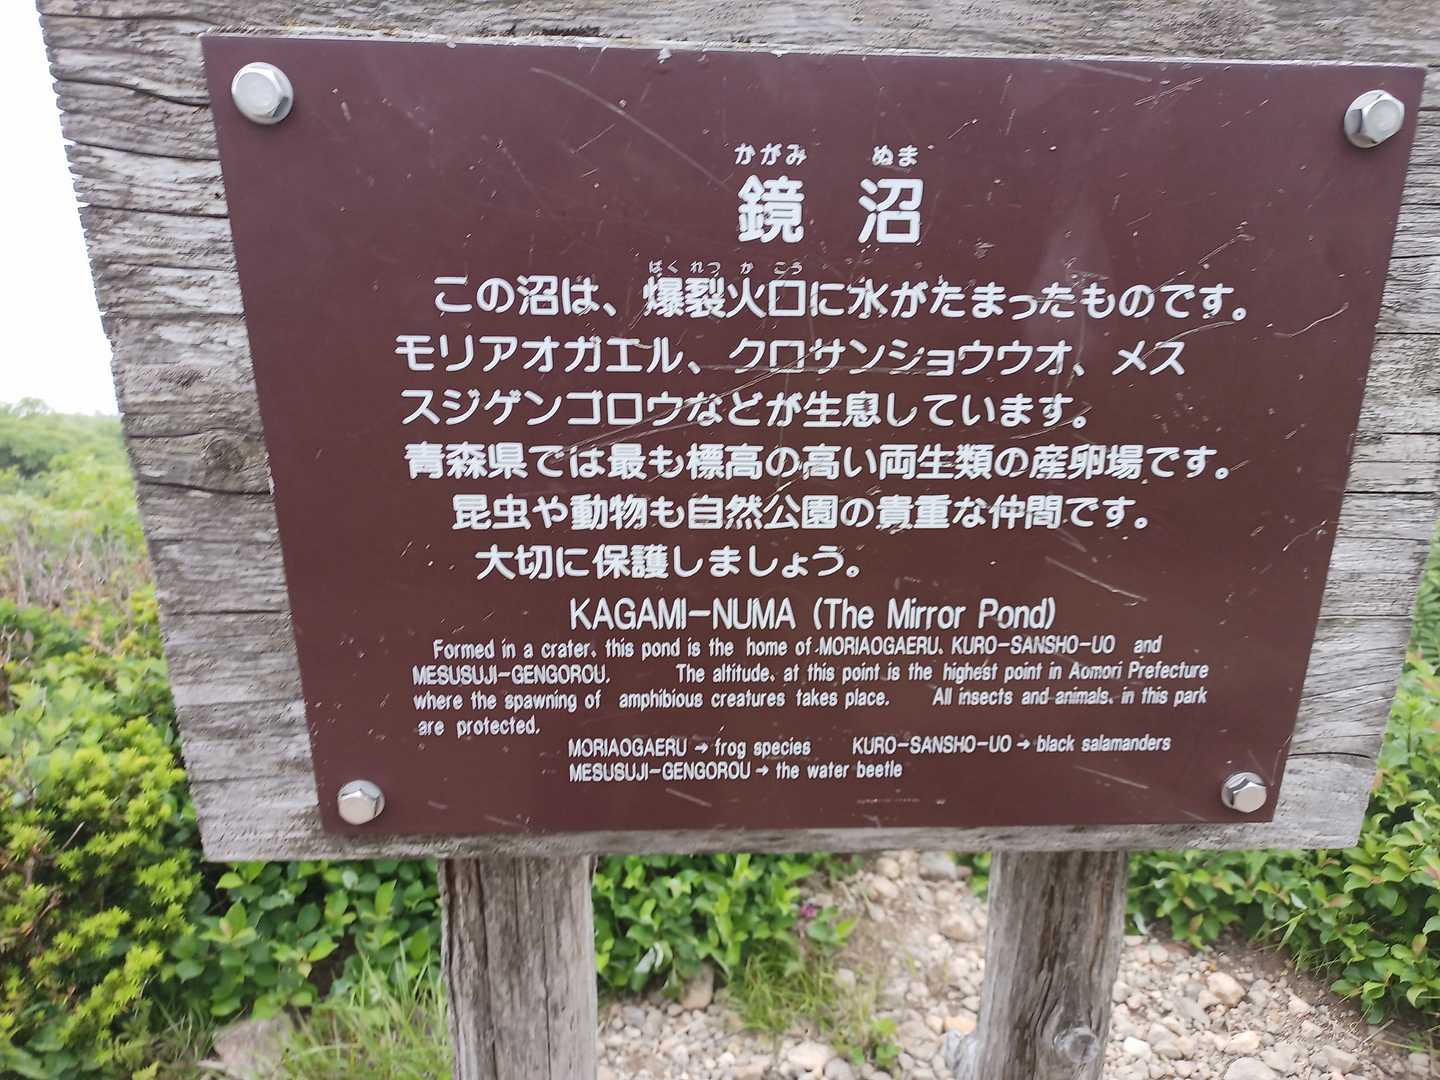 かがみ ぬま
鏡 沼
ばくれつ か こう
この沼は、爆裂火口に水がたまったものです。
モリアオガエル、クロサンショウウオ、メス
スジゲンゴロウなどが生息しています。
青森県では最も標高の高い両生類の産卵場です。
昆虫や動物も自然公園の貴重な仲間です。
大切に保護しましょう。
KAGAMI-NUMA (The Mirror Pond)
Formed in a crater, this pond is the home of MORIAOGAERU, KURO-SANSHO-UO and
MESUSUJI-GENGOROU. The altitude, at this point is the highest point in Aomori Prefecture
where the spawning of amphibious creatures takes place. All insects and animals, in this park
are protected.
MORIAOGAERU → frog species KURO-SANSHO-UO → black salamanders
MESUSUJI-GENGOROU → the water beetle